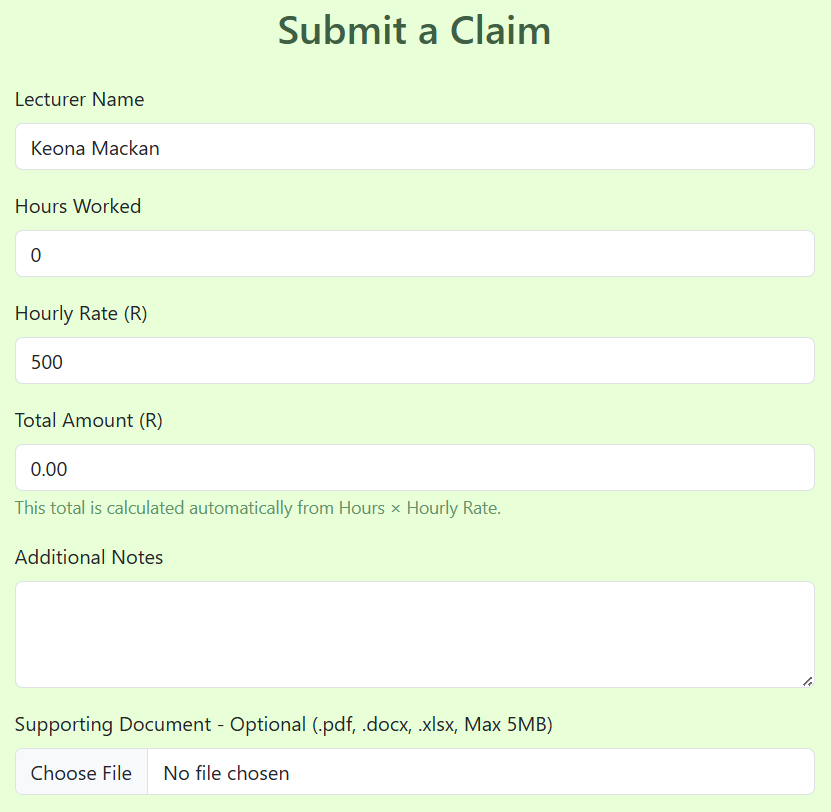 Submit a Claim
Lecturer Name
Keona Mackan
Hours Worked
0
Hourly Rate (R)
500
Total Amount (R)
0.00
This total is calculated automatically from Hours × Hourly Rate.
Additional Notes
Supporting Document - Optional (.pdf, .docx, .xlsx, Max 5MB)
Choose File No file chosen